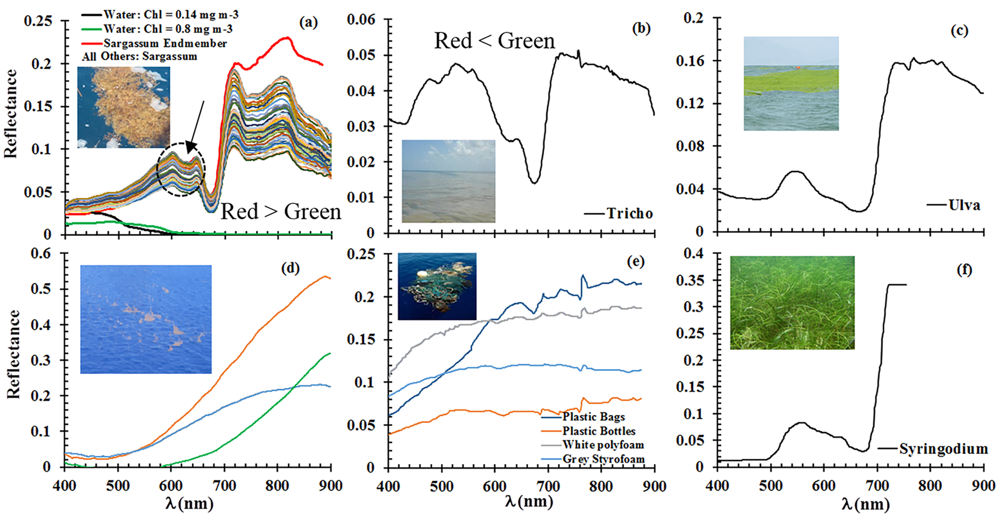 Water: Chl = 0.14 mg m-3
Water: Chl = 0.8 mg m-3
Sargassum Endmember
All Others: Sargassum
(a)
Red > Green
Reflectance
0.25
0.2
0.15
0.1
0.05
0
(b)
Red < Green
Tricho
0.06
0.05
0.04
0.03
0.02
0.01
0
(c)
Ulva
0.2
0.16
0.12
0.08
0.04
0
(d)
Reflectance
0.6
0.5
0.4
0.3
0.2
0.1
0
400 500 600 700 800 900
λ (nm)
(e)
0.25
0.2
0.15
0.1
0.05
0
Plastic Bags
Plastic Bottles
White polyfoam
Grey Styrofoam
400 500 600 700 800 900
λ (nm)
(f)
0.4
0.35
0.3
0.25
0.2
0.15
0.1
0.05
0
Syringodium
400 500 600 700 800 900
λ (nm)